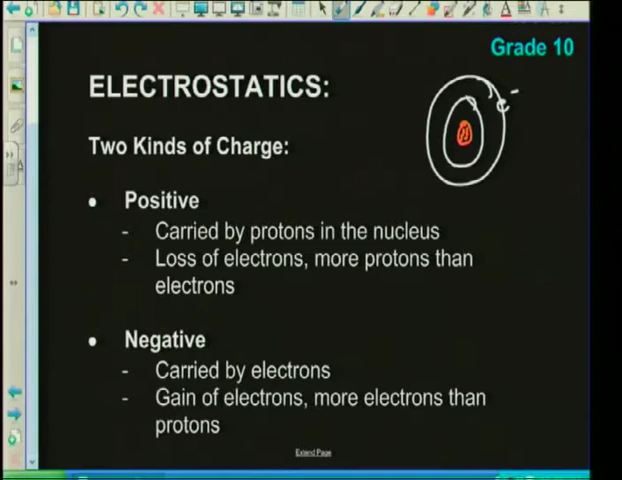 Grade 10
ELECTROSTATICS:
e -
Two Kinds of Charge:
• Positive
- Carried by protons in the nucleus
- Loss of electrons, more protons than
electrons
• Negative
- Carried by electrons
- Gain of electrons, more electrons than
protons
Extend Page